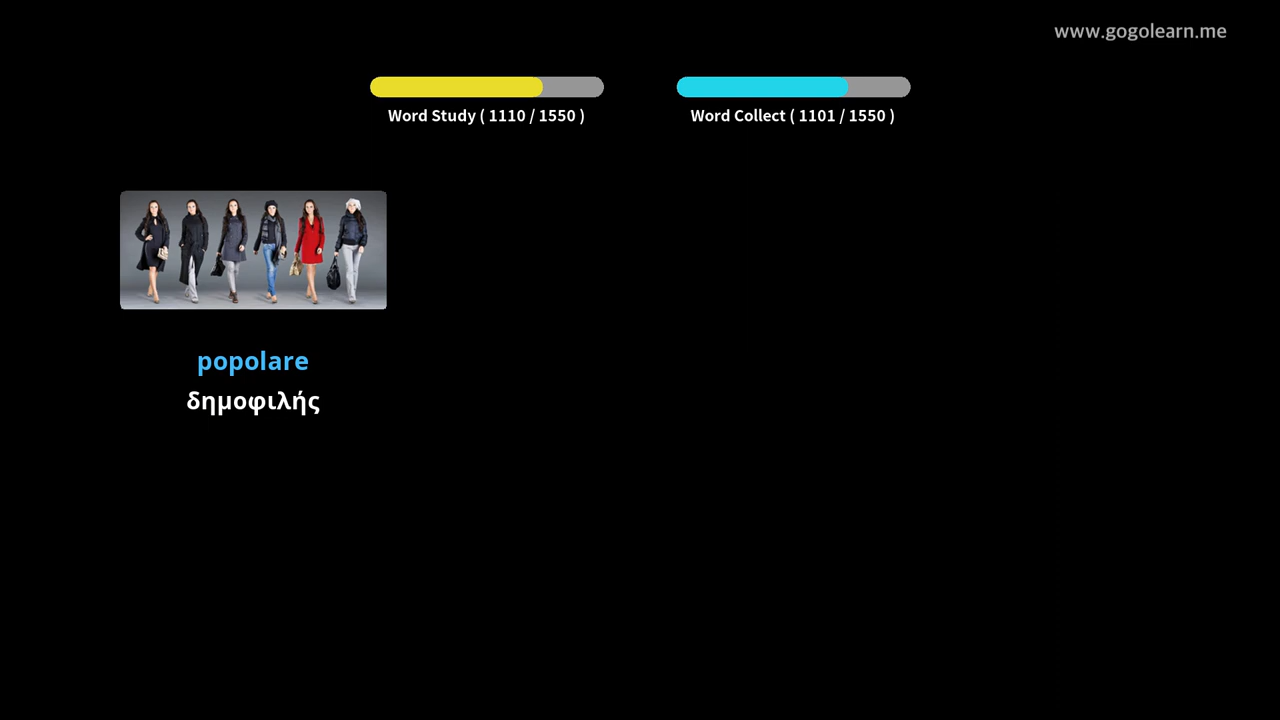 www.gogolearn.me
Word Study ( 1110 / 1550 )
Word Collect ( 1101 / 1550 )
popolare
δημοφιλής